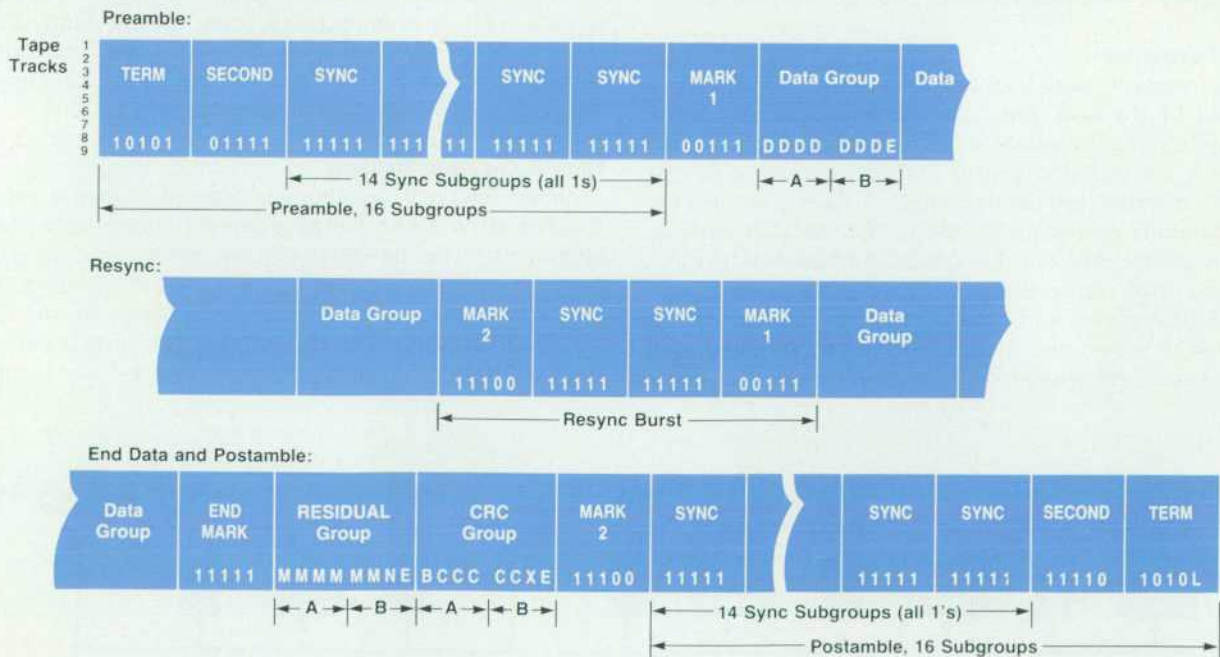 Preamble:
Tape Tracks
1
2
3
4
5
6
7
8
9
TERM SECOND SYNC SYNC SYNC MARK 1 Data Group Data
10101 01111 11111 111 11 11111 11111 00111 DDDD DDDE
14 Sync Subgroups (all 1s) A B
Preamble, 16 Subgroups
Resync:
Data Group MARK 2 SYNC SYNC MARK 1 Data Group
11100 11111 11111 00111
Resync Burst
End Data and Postamble:
Data Group END MARK RESIDUAL Group CRC Group MARK 2 SYNC SYNC SYNC SECOND TERM
11111 MMMM MMNE BCCC CCXE 11100 11111 11111 11111 11110 1010L
A B A B 14 Sync Subgroups (all 1's)
Postamble, 16 Subgroups